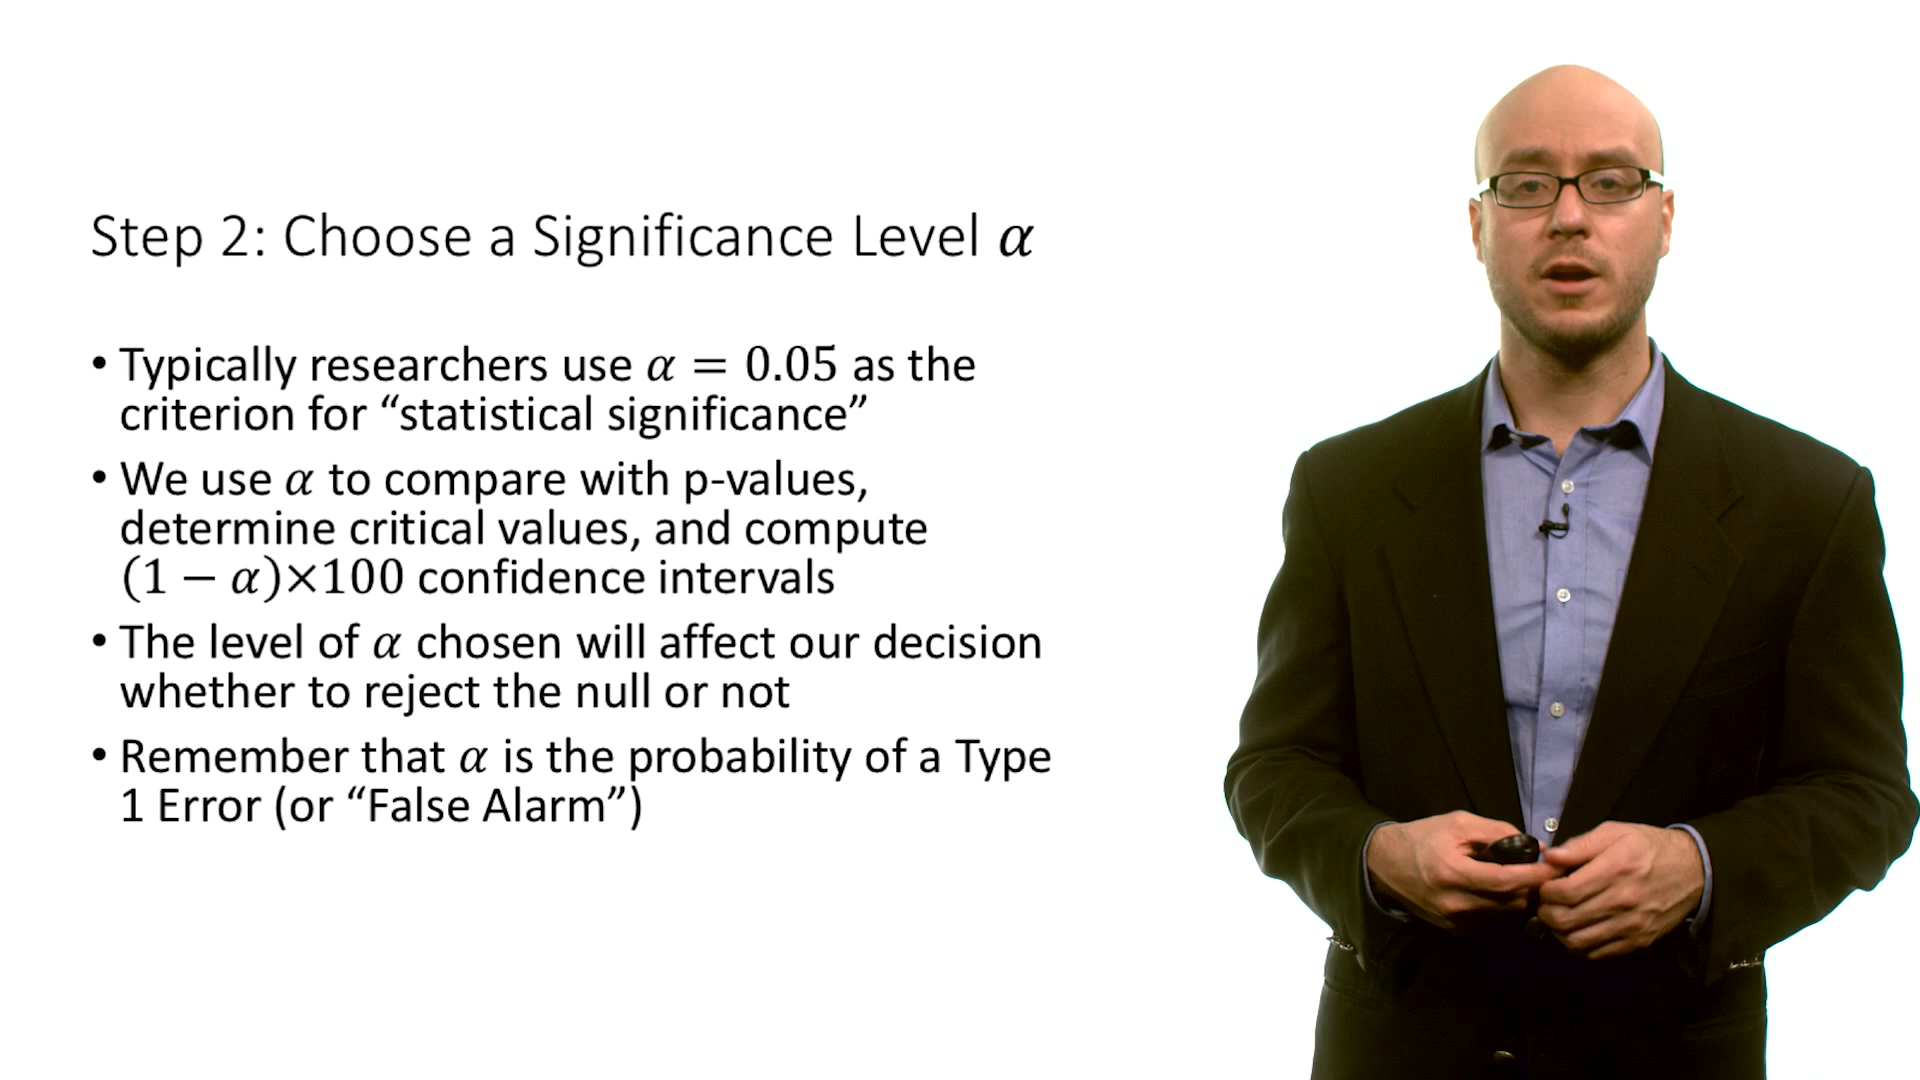 Step 2: Choose a Significance Level α
• Typically researchers use α = 0.05 as the
criterion for “statistical significance”
• We use α to compare with p-values,
determine critical values, and compute
(1 − α)×100 confidence intervals
• The level of α chosen will affect our decision
whether to reject the null or not
• Remember that α is the probability of a Type
1 Error (or “False Alarm”)